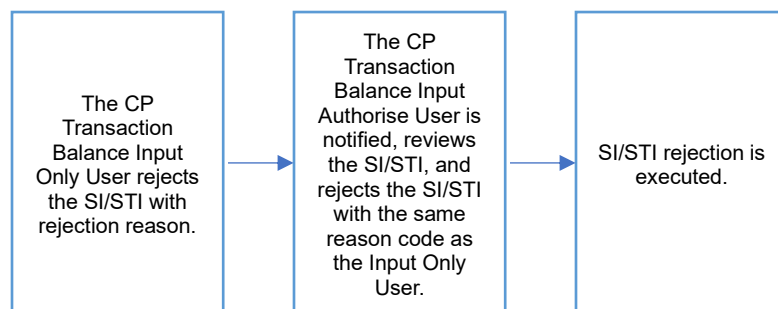 The CP
Transaction
Balance Input
Only User rejects
the SI/STI with
rejection reason.
The CP
Transaction
Balance Input
Authorise User is
notified, reviews
the SI/STI, and
rejects the SI/STI
with the same
reason code as
the Input Only
User.
SI/STI rejection is
executed.